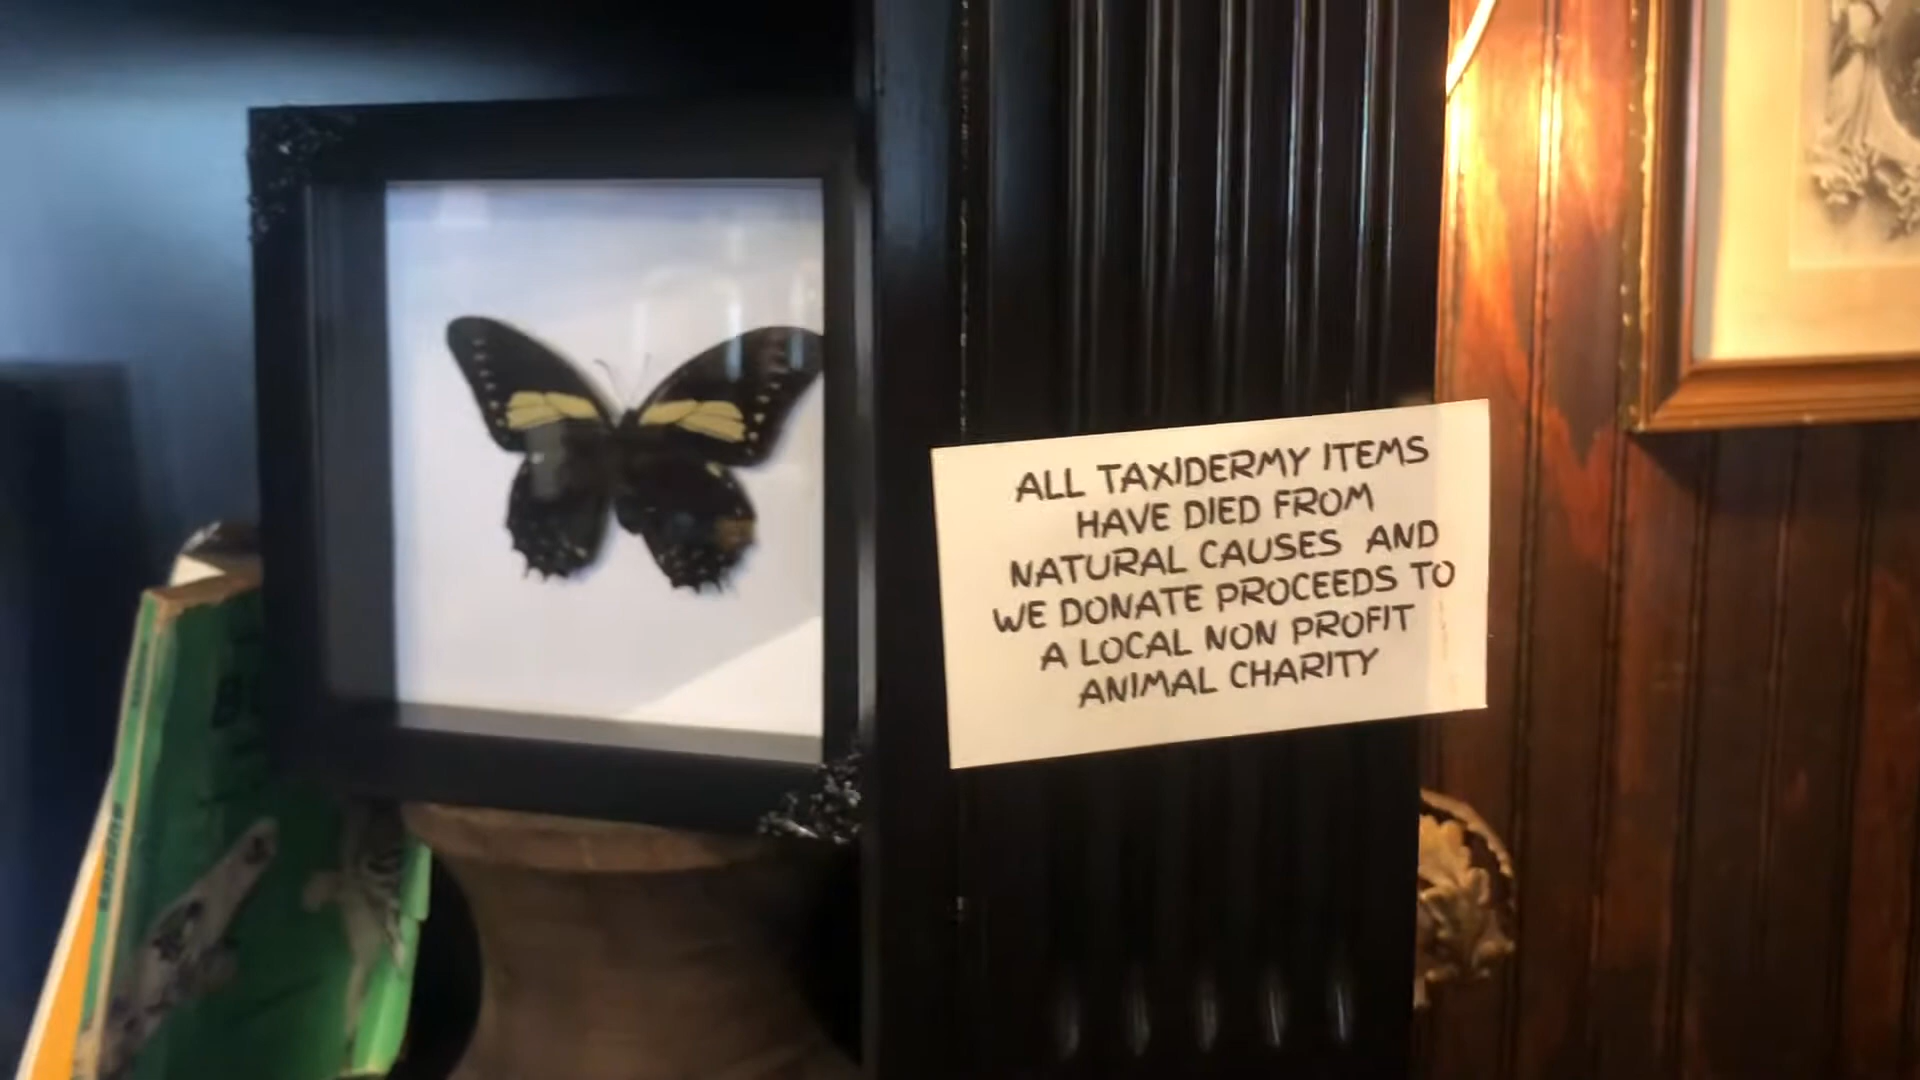 ALL TAXIDERMY ITEMS
HAVE DIED FROM
NATURAL CAUSES AND
WE DONATE PROCEEDS TO
A LOCAL NON PROFIT
ANIMAL CHARITY